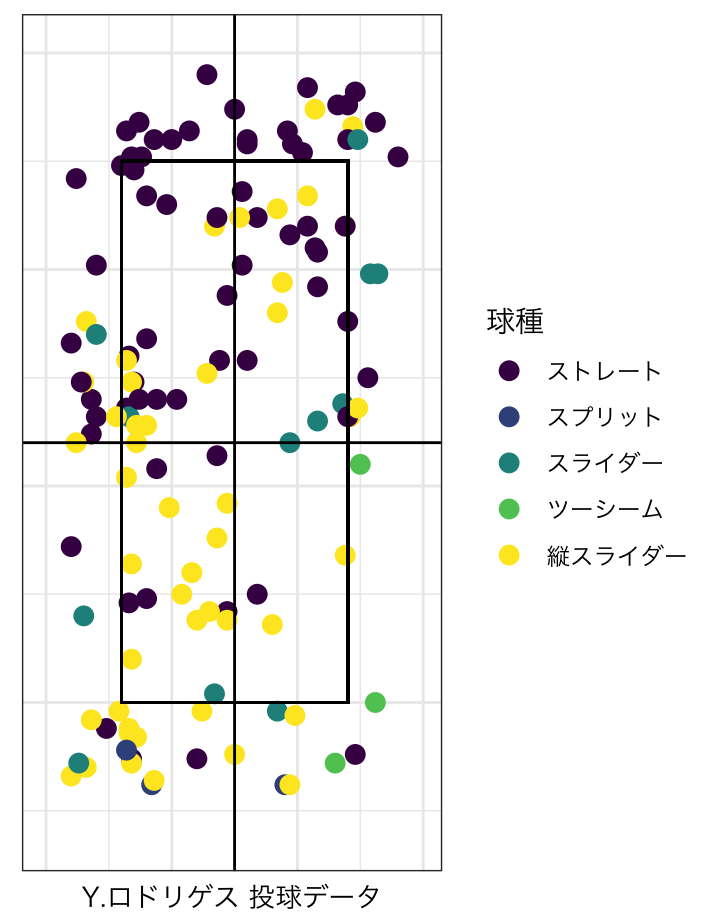 球種
ストレート
スプリット
スライダー
ツーシーム
縦スライダー
Y.ロドリゲス 投球データ